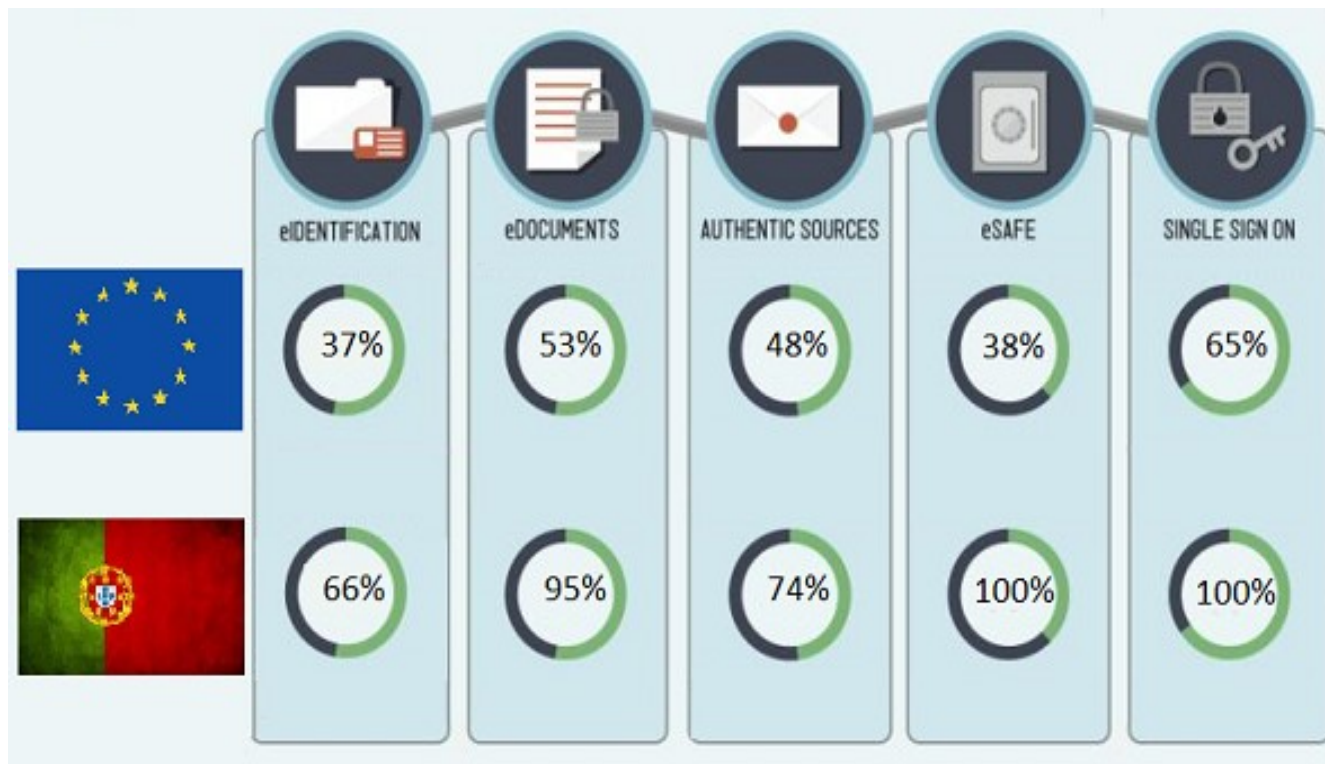 eIDENTIFICATION
eDOCUMENTS
AUTHENTIC SOURCES
eSAFE
SINGLE SIGN ON
37%
53%
48%
38%
65%
66%
95%
74%
100%
100%